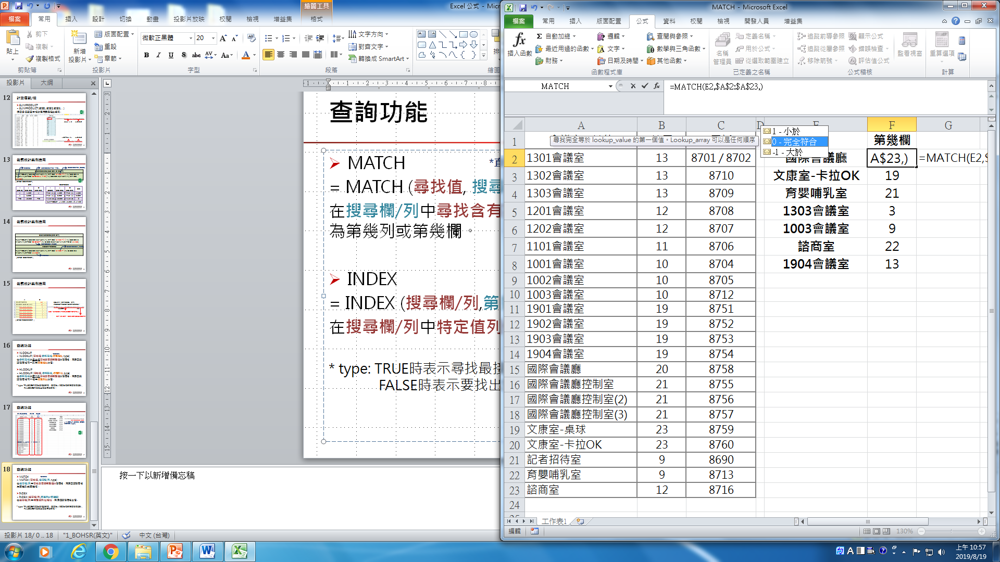 繪圖工具
Excel 公式 - Mic
檔案
常用
插入
設計
切換
動畫
投影片放映
校閱
檢視
增益集
格式
貼上
剪下
複製
複製格式
剪貼簿
新增
投影片
版面配置
重設
章節
投影片
微軟正黑體
20
字型
文字方向
對齊文字
轉換成 SmartArt
段落
投影片
大綱
12
13
14
15
16
17
18
查詢功能
MATCH
= MATCH (尋找值, 搜尋
在搜尋欄/列中尋找含有
為第幾列或第幾欄。
INDEX
= INDEX (搜尋欄/列,第
在搜尋欄/列中特定值列
* type: TRUE時表示尋找最接
FALSE時表示要找出
按一下以新增備忘稿
投影片 18/ 0 .. 18
"1_BOHSR(英文)"
中文 (台灣)
MATCH - Microsoft Excel
檔案
常用
插入
版面配置
公式
資料
校閱
檢視
開發人員
增益集
插入函數
Σ 自動加總
最近用過的函數
財務
邏輯
文字
日期及時間
查閱與參照
數學與三角函數
其他函數
函數程式庫
名稱
管理員
定義名稱
用於公式
從選取範圍建立
已定義之名稱
追蹤前導參照
追蹤從屬參照
移除箭號
顯示公式
錯誤檢查
評估值公式
公式稽核
監看視窗
重算選項
計算
MATCH
=MATCH(E2,$A$2:$A$23,)
A B C D E F G
尋找完全等於 lookup_value 的第一個值。Lookup_array 可以是任何順序
1 - 小於
0 - 完全符合
-1 - 大於
1 第幾欄
2 1301會議室 13 8701 / 8702 國際會議廳 A$23,) =MATCH(E2,$
3 1302會議室 13 8710 文康室-卡拉OK 19
4 1303會議室 13 8709 育嬰哺乳室 21
5 1201會議室 12 8708 1303會議室 3
6 1202會議室 12 8707 1003會議室 9
7 1101會議室 11 8706 諮商室 22
8 1001會議室 10 8704 1904會議室 13
9 1002會議室 10 8705
10 1003會議室 10 8712
11 1901會議室 19 8751
12 1902會議室 19 8752
13 1903會議室 19 8753
14 1904會議室 19 8754
15 國際會議廳 20 8758
16 國際會議廳控制室 21 8755
17 國際會議廳控制室(2) 21 8756
18 國際會議廳控制室(3) 21 8757
19 文康室-桌球 23 8759
20 文康室-卡拉OK 23 8760
21 記者招待室 9 8690
22 育嬰哺乳室 9 8713
23 諮商室 12 8716
24
工作表1
編輯
130%
上午 10:57
2019/8/19